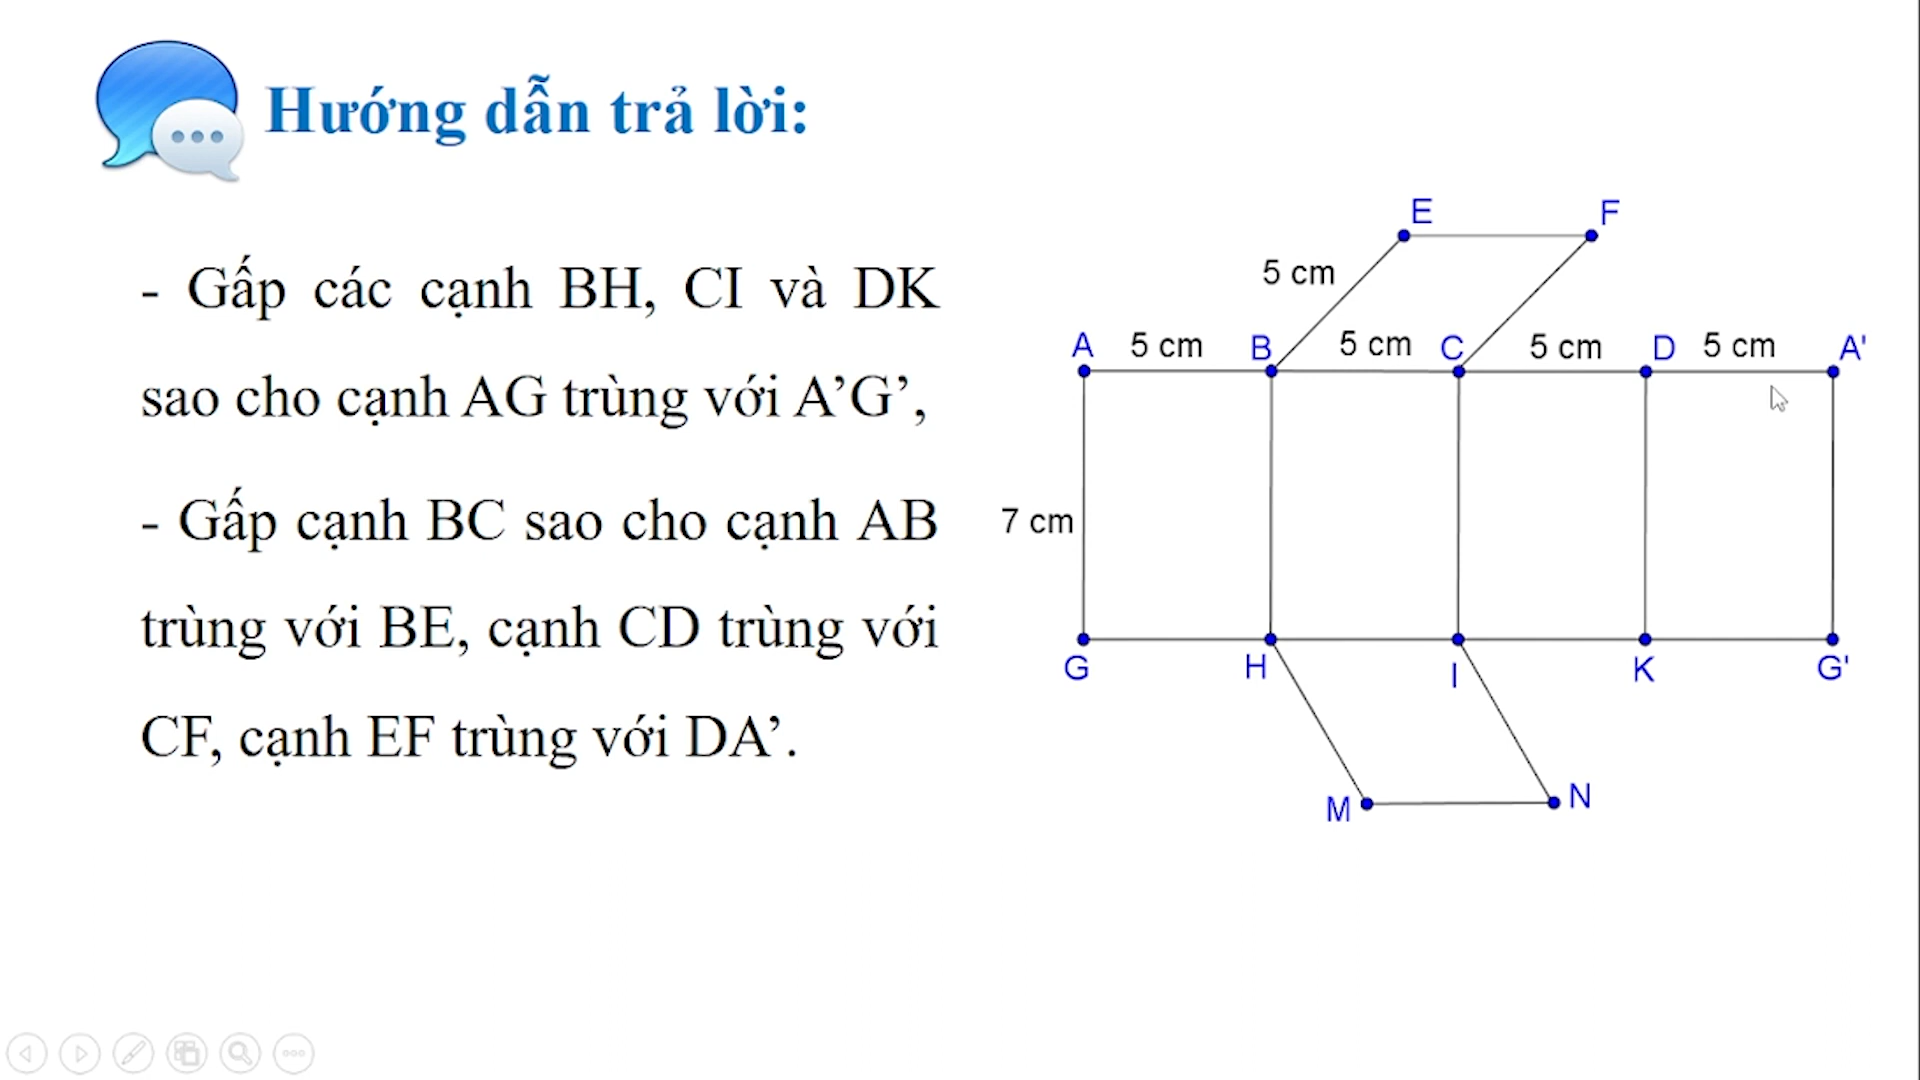 Hướng dẫn trả lời:
- Gấp các cạnh BH, CI và DK
sao cho cạnh AG trùng với A’G’,
- Gấp cạnh BC sao cho cạnh AB
trùng với BE, cạnh CD trùng với
CF, cạnh EF trùng với DA’.
E F
5 cm
A 5 cm B 5 cm C 5 cm D 5 cm A'
7 cm
G H I K G'
M N